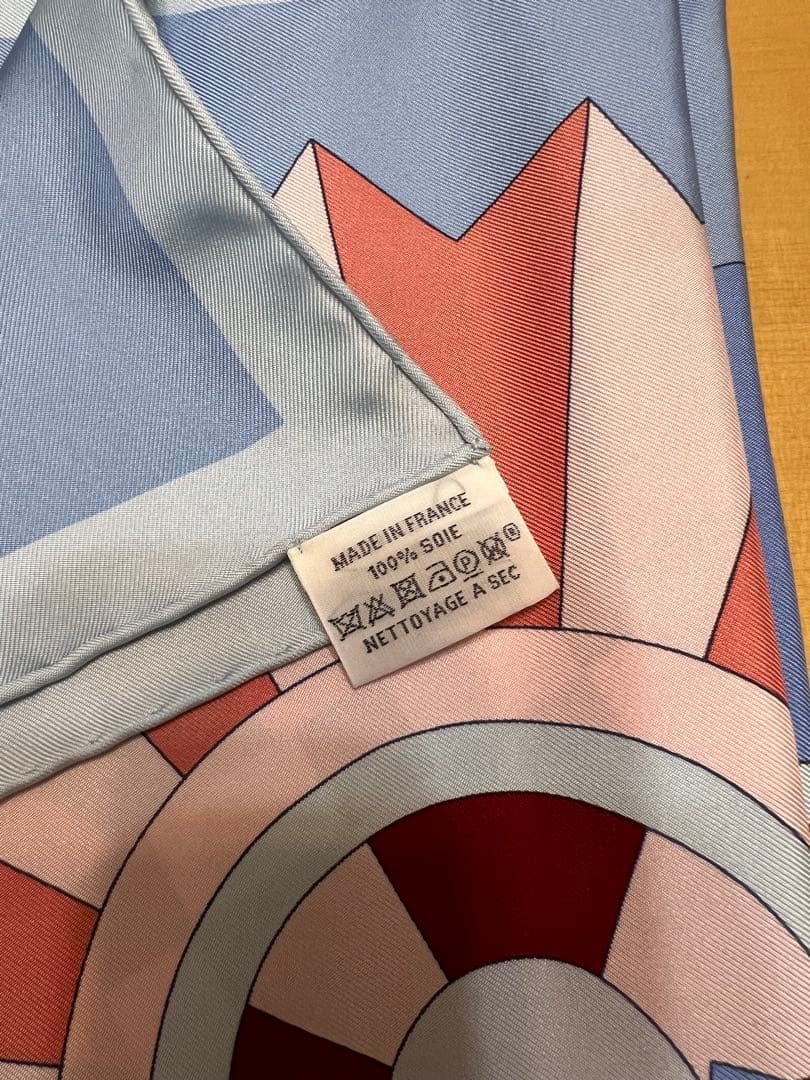 MADE IN FRANCE
100% SOIE
P ®
NETTOYAGE A SEC